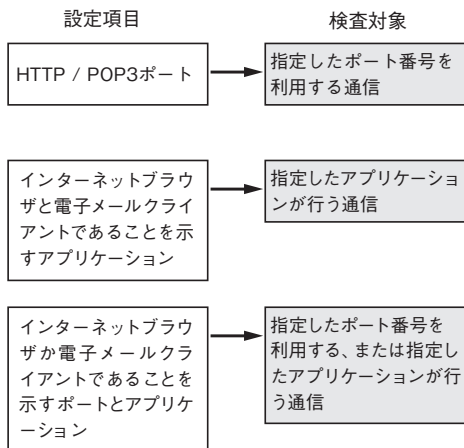 設定項目
検査対象
HTTP / POP3ポート
指定したポート番号を
利用する通信
インターネットブラウ
ザと電子メールクライ
アントであることを示
すアプリケーション
指定したアプリケーショ
ンが行う通信
インターネットブラウ
ザか電子メールクラ
イアントであることを
示すポートとアプリケ
ーション
指定したポート番号を
利用する、または指定し
たアプリケーションが行
う通信